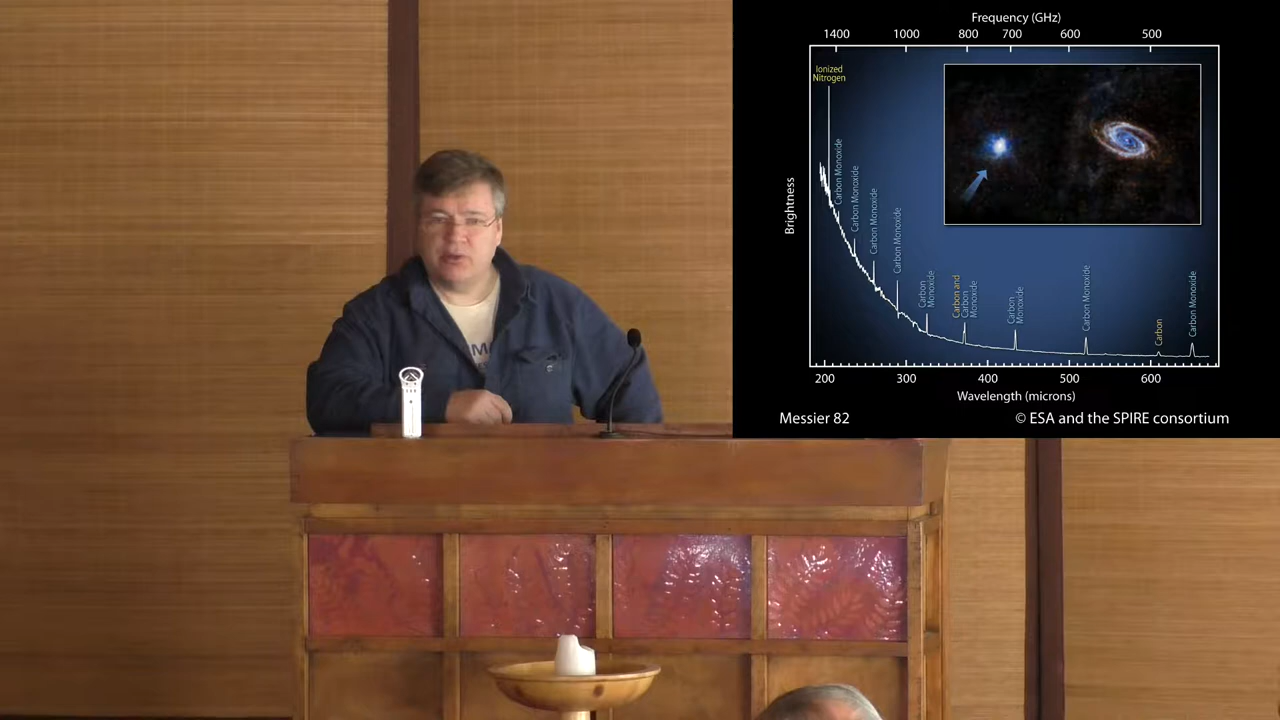 Frequency (GHz)
1400 1000 800 700 600 500
Ionized
Nitrogen
Carbon Monoxide
Carbon Monoxide
Carbon Monoxide
Carbon Monoxide
Carbon
Monoxide
Carbon and
Carbon
Monoxide
Carbon
Monoxide
Carbon Monoxide
Carbon
Carbon Monoxide
Brightness
200 300 400 500 600
Wavelength (microns)
Messier 82
© ESA and the SPIRE consortium